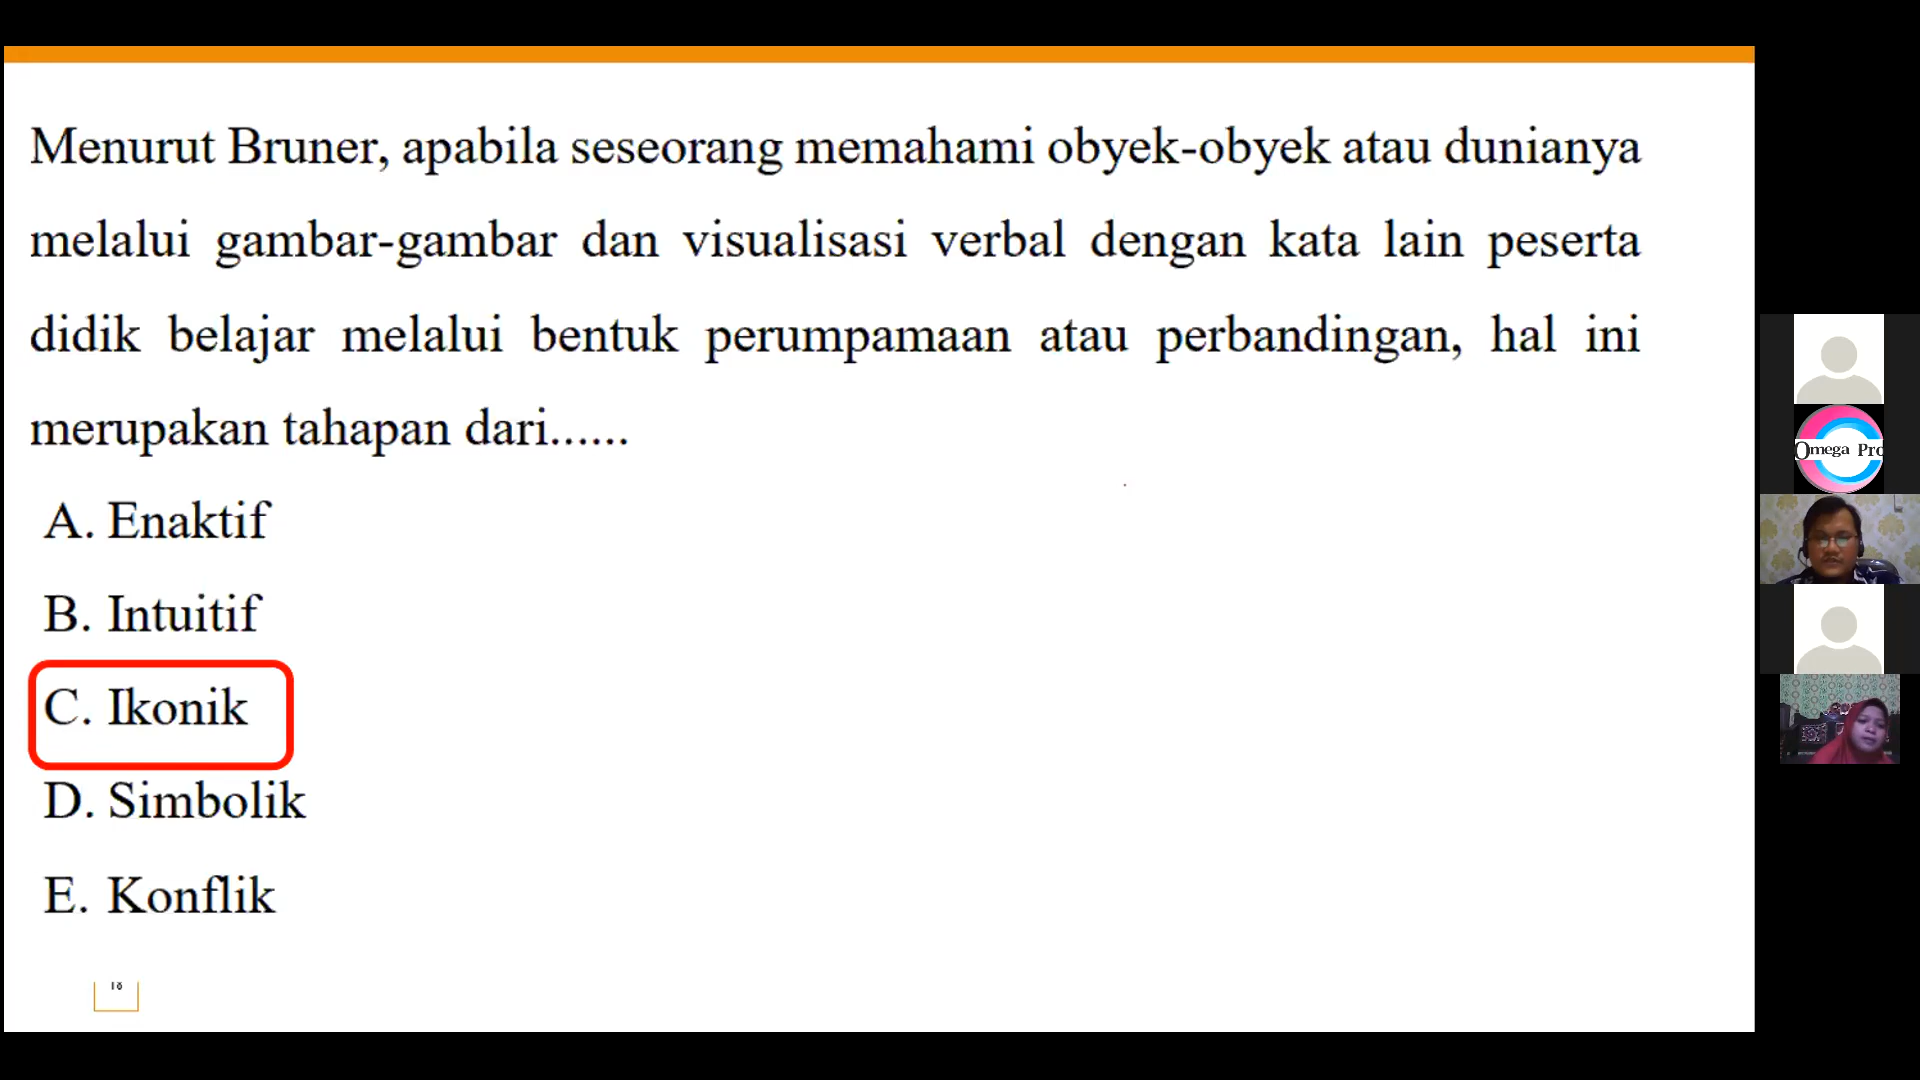 Menurut Bruner, apabila seseorang memahami obyek-obyek atau dunianya
melalui gambar-gambar dan visualisasi verbal dengan kata lain peserta
didik belajar melalui bentuk perumpamaan atau perbandingan, hal ini
merupakan tahapan dari......
A. Enaktif
B. Intuitif
C. Ikonik
D. Simbolik
E. Konflik
18
Omega Pro